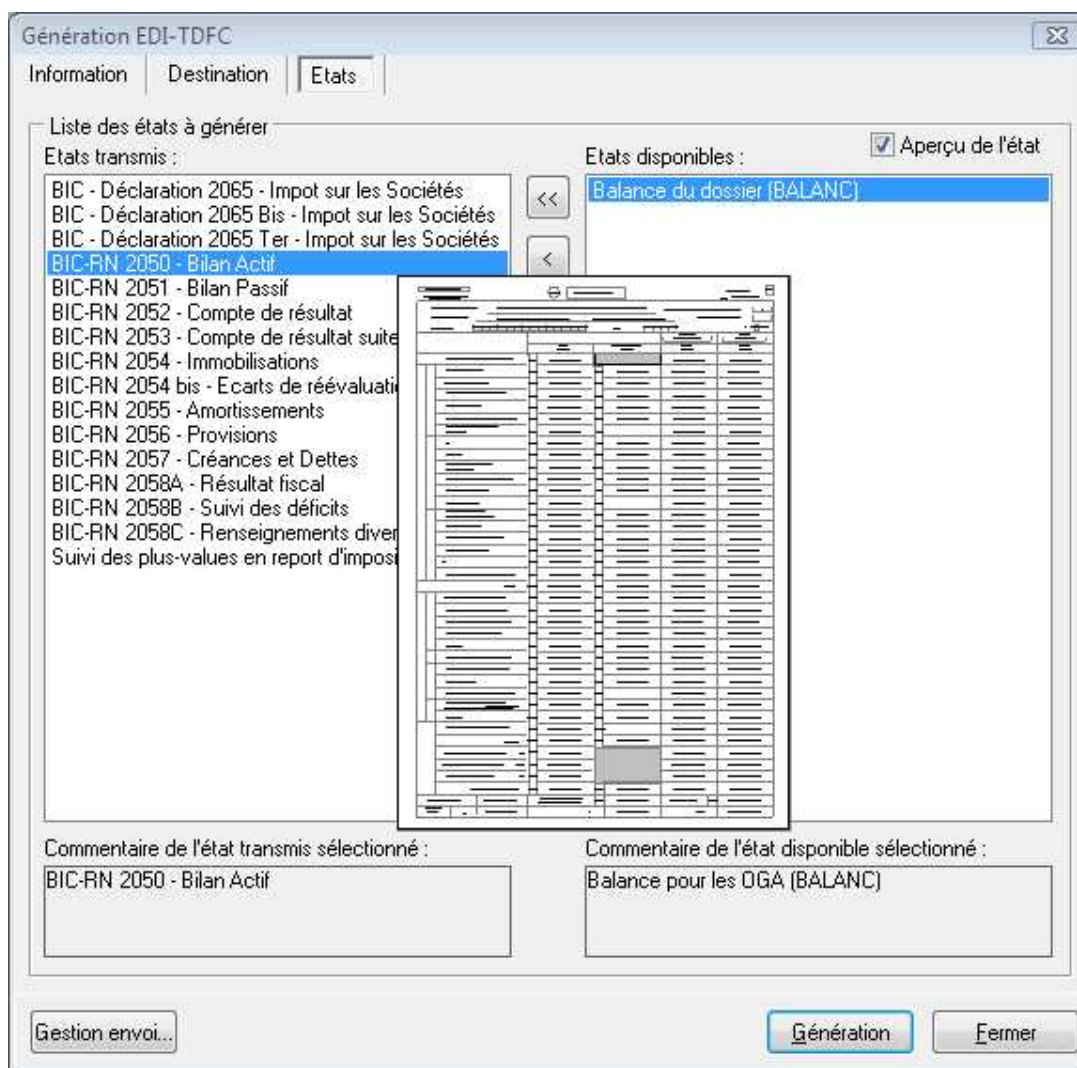 Génération EDI-TDFC
Information
Destination
Etats
Liste des états à générer
Etats transmis :
Etats disponibles :
Aperçu de l'état
BIC - Déclaration 2065 - Impot sur les Sociétés
BIC - Déclaration 2065 Bis - Impot sur les Sociétés
BIC - Déclaration 2065 Ter - Impot sur les Sociétés
BIC-RN 2050 - Bilan Actif
BIC-RN 2051 - Bilan Passif
BIC-RN 2052 - Compte de résultat
BIC-RN 2053 - Compte de résultat suite
BIC-RN 2054 - Immobilisations
BIC-RN 2054 bis - Ecarts de réévaluati
BIC-RN 2055 - Amortissements
BIC-RN 2056 - Provisions
BIC-RN 2057 - Créances et Dettes
BIC-RN 2058A - Résultat fiscal
BIC-RN 2058B - Suivi des déficits
BIC-RN 2058C - Renseignements diver
Suivi des plus-values en report d'imposi
<<
<
Balance du dossier (BALANC)
Commentaire de l'état transmis sélectionné :
BIC-RN 2050 - Bilan Actif
Commentaire de l'état disponible sélectionné :
Balance pour les OGA (BALANC)
Gestion envoi...
Génération
Fermer